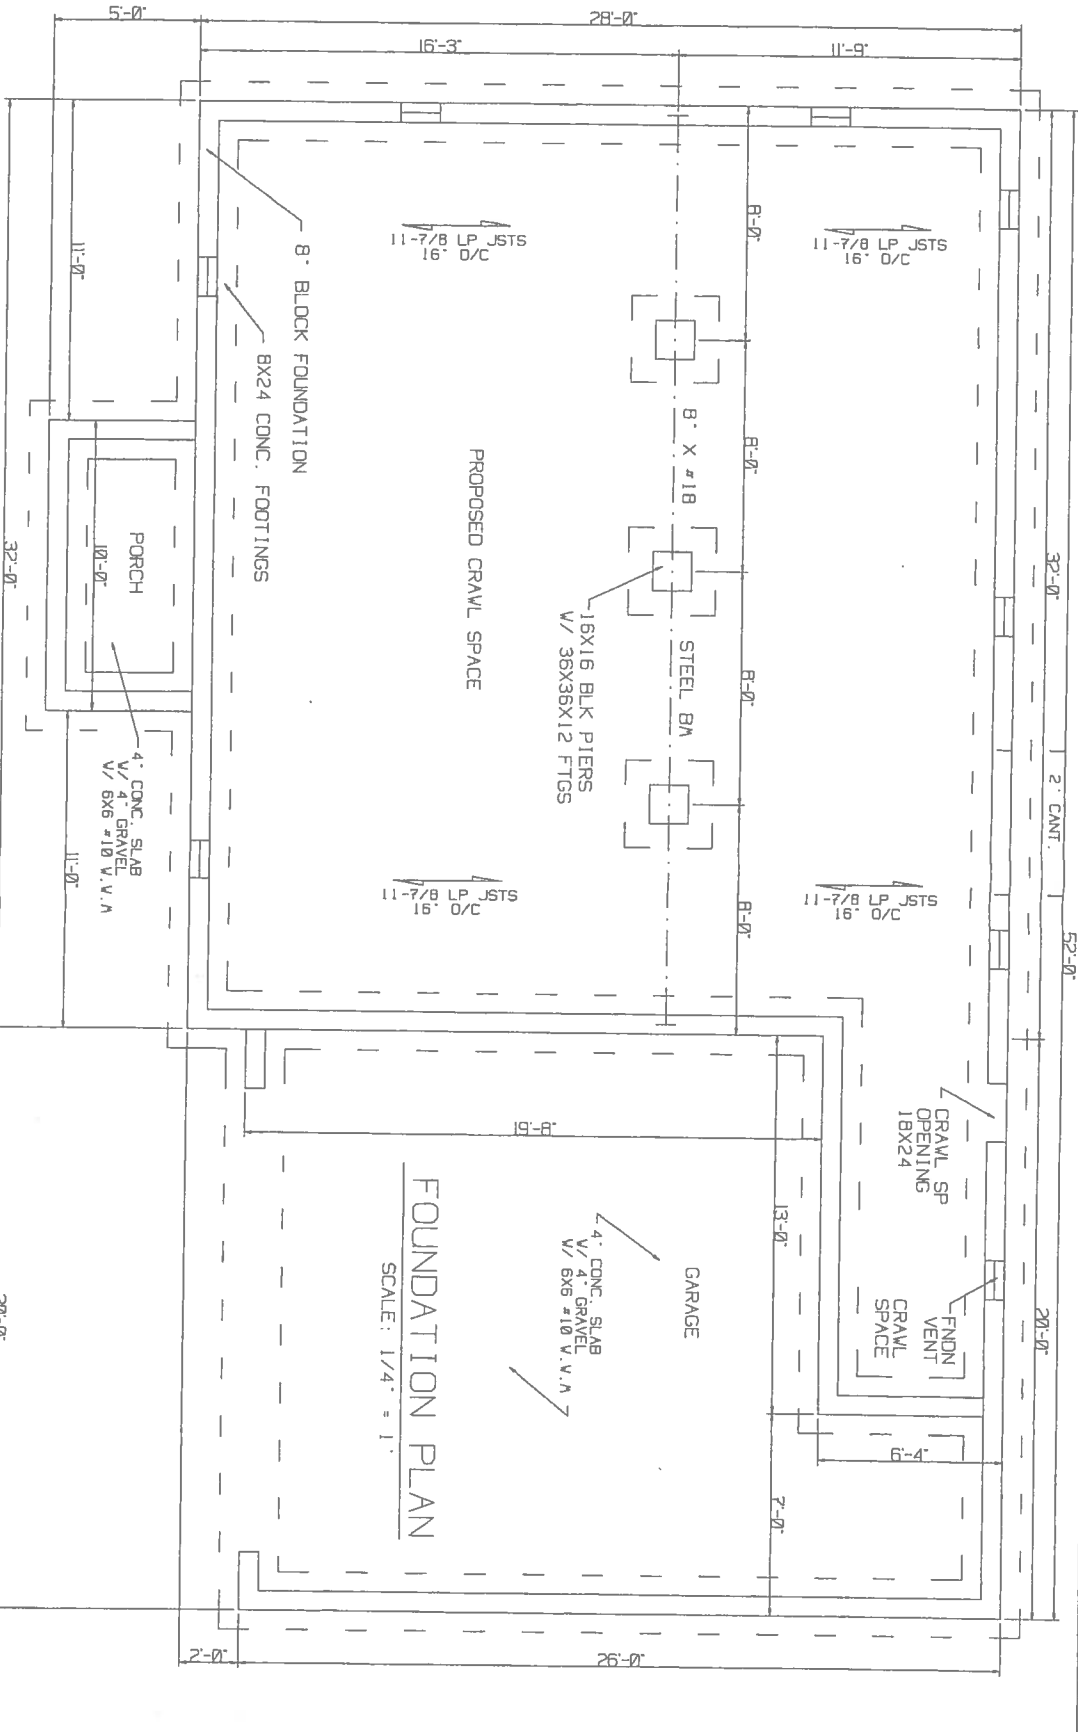 5'-0"
28'-0"
16'-3"
11'-9"
32'-0"
52'-0"
2' CANT.
20'-0"
11'-0"
10'-0"
11'-0"
32'-0"
20'-0"
8'-0"
8'-0"
8'-0"
8'-0"
11-7/8 LP JSTS
16" O/C
11-7/8 LP JSTS
16" O/C
11-7/8 LP JSTS
16" O/C
11-7/8 LP JSTS
16" O/C
8" BLOCK FOUNDATION
8X24 CONC. FOOTINGS
PROPOSED CRAWL SPACE
8" X #18
STEEL BM
16X16 BLK PIERS
W/ 36X36X12 FTGS
PORCH
4" CONC. SLAB
W/ 4" GRAVEL
W/ 6X6 #10 W.W.M
CRAWL SP
OPENING
18X24
FNDN
VENT
CRAWL
SPACE
19'-8"
13'-0"
7'-0"
6'-4"
GARAGE
4" CONC. SLAB
W/ 4" GRAVEL
W/ 6X6 #10 W.W.M
FOUNDATION PLAN
SCALE: 1/4" = 1'
2'-0"
26'-0"